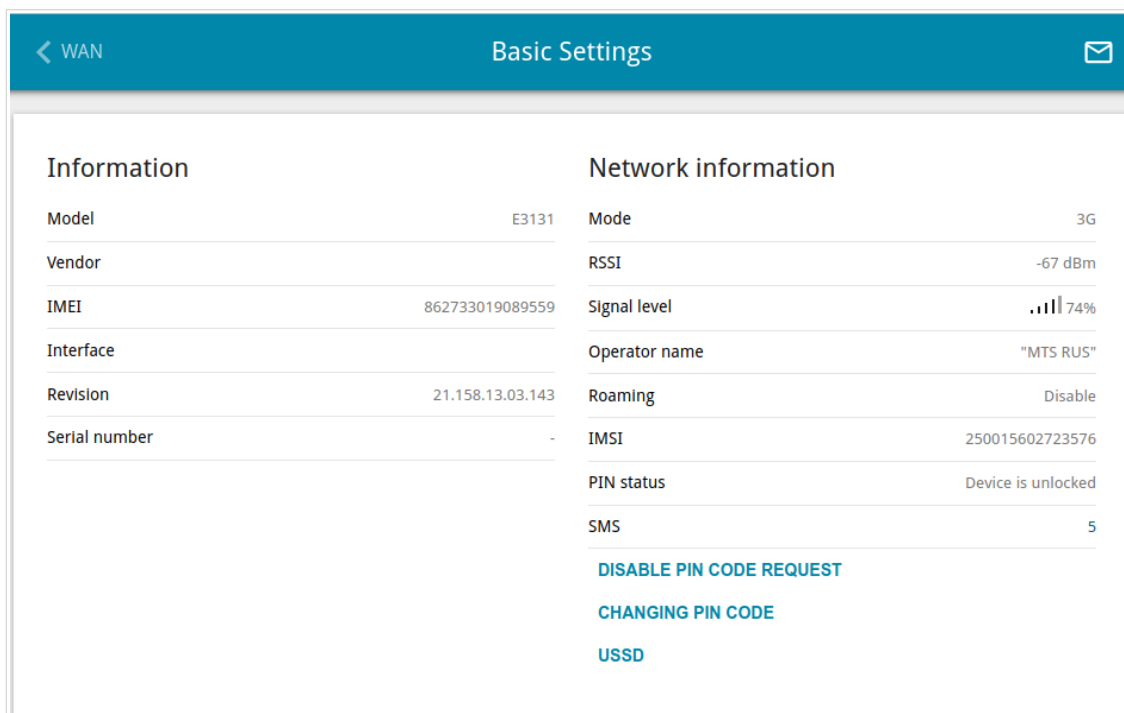 WAN
Basic Settings
Information
Model E3131
Vendor
IMEI 862733019089559
Interface
Revision 21.158.13.03.143
Serial number -
Network information
Mode 3G
RSSI -67 dBm
Signal level 74%
Operator name "MTS RUS"
Roaming Disable
IMSI 250015602723576
PIN status Device is unlocked
SMS 5
DISABLE PIN CODE REQUEST
CHANGING PIN CODE
USSD